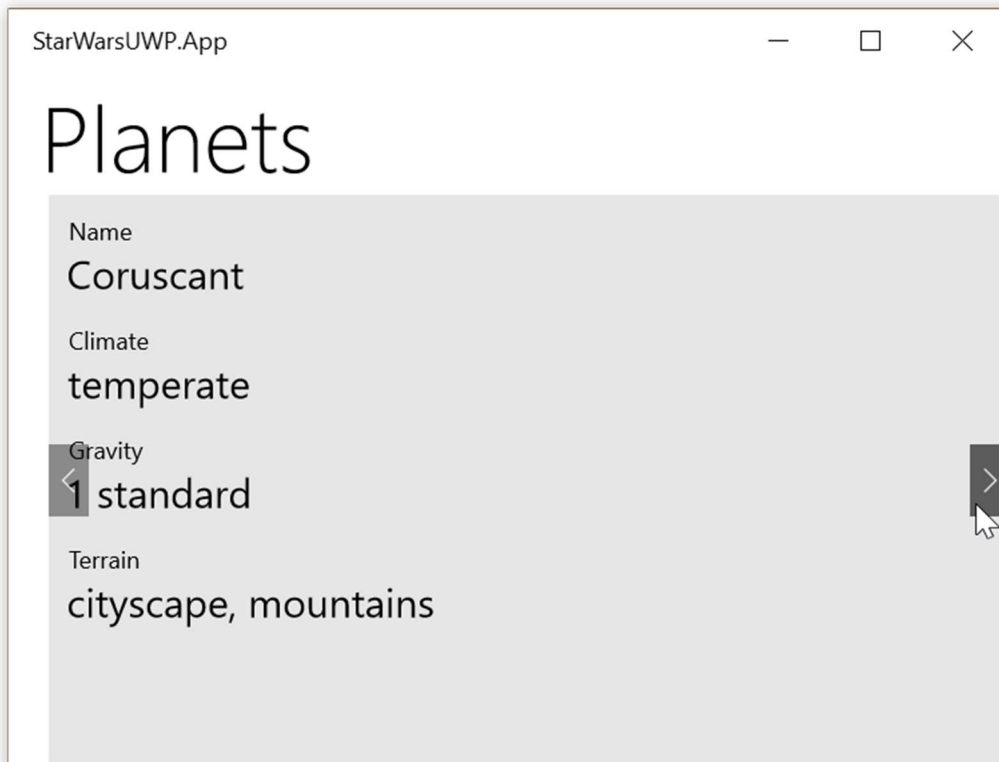 StarWarsUWP.App
Planets
Name
Coruscant
Climate
temperate
Gravity
1 standard
Terrain
cityscape, mountains